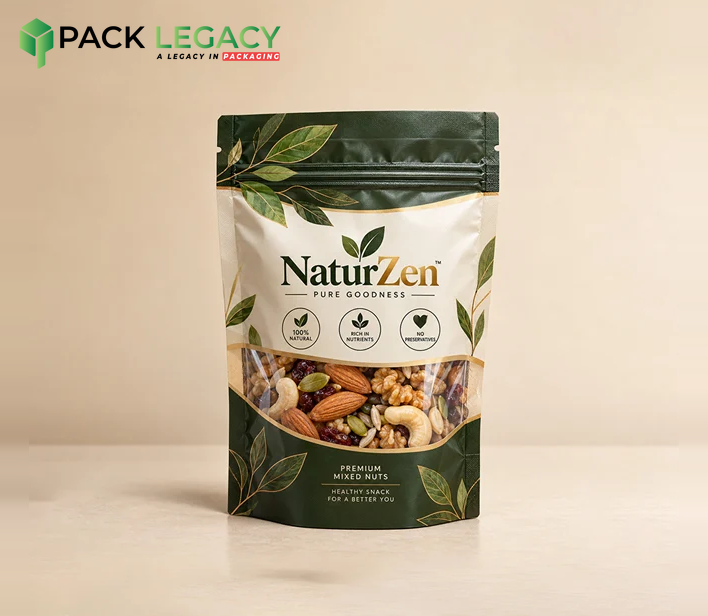 PACK LEGACY
A LEGACY IN PACKAGING
NaturZen™
PURE GOODNESS
100%
NATURAL
RICH IN
NUTRIENTS
NO
PRESERVATIVES
PREMIUM
MIXED NUTS
HEALTHY SNACK
FOR A BETTER YOU